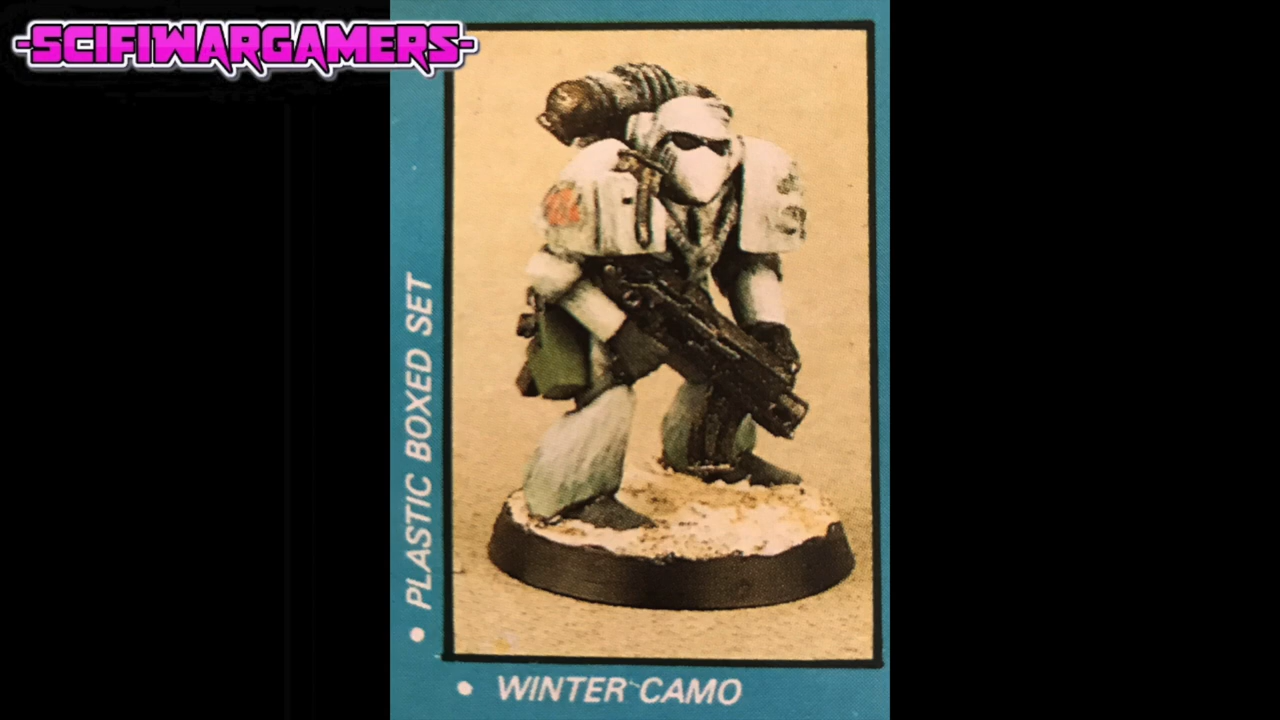 -SCIFIWARGAMERS-
• PLASTIC BOXED SET
• WINTER CAMO